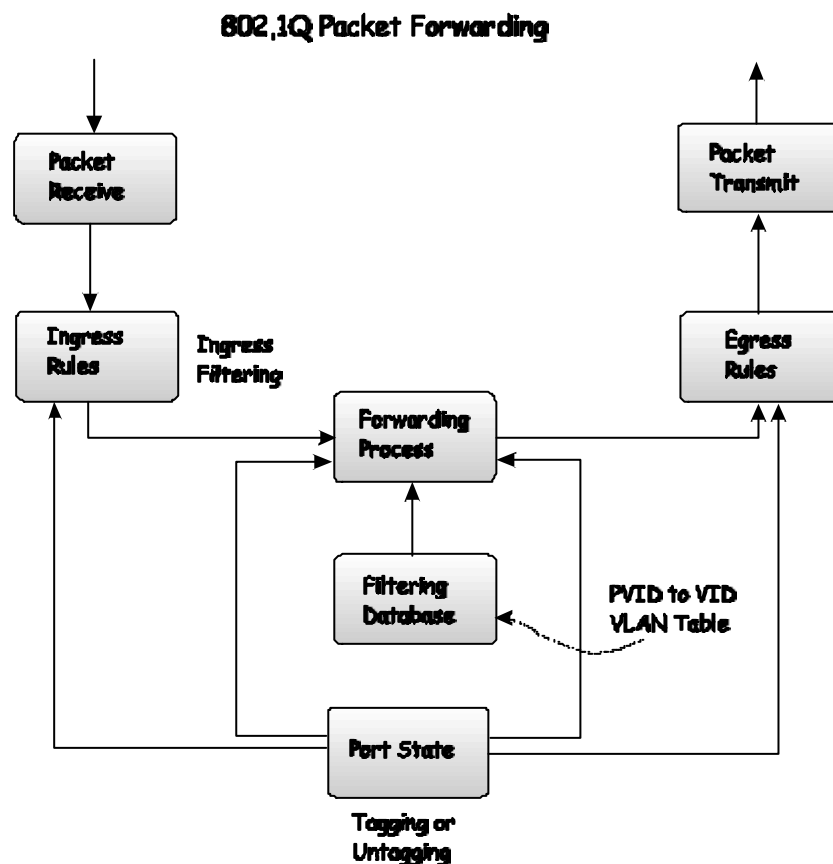 802,1Q Packet Forwarding
Packet
Receive
Packet
Transmit
Ingress
Rules
Ingress
Filtering
Egress
Rules
Forwarding
Process
Filtering
Database
PVID to VID
VLAN Table
Port State
Tagging or
Untagging